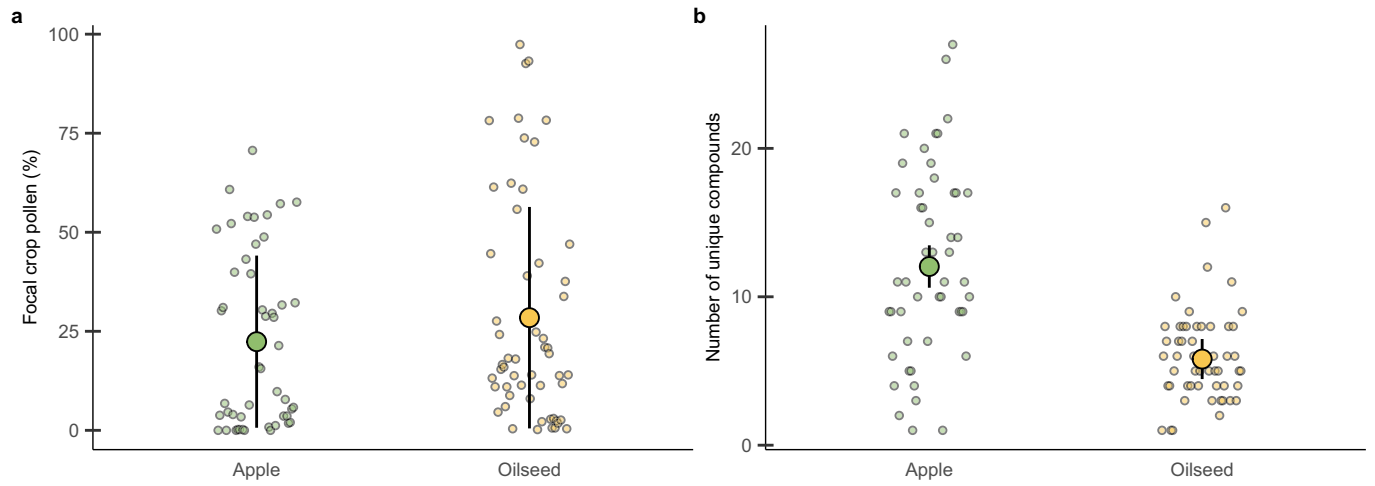 a
Focal crop pollen (%)
100
75
50
25
0
Apple
Oilseed
b
Number of unique compounds
20
10
0
Apple
Oilseed